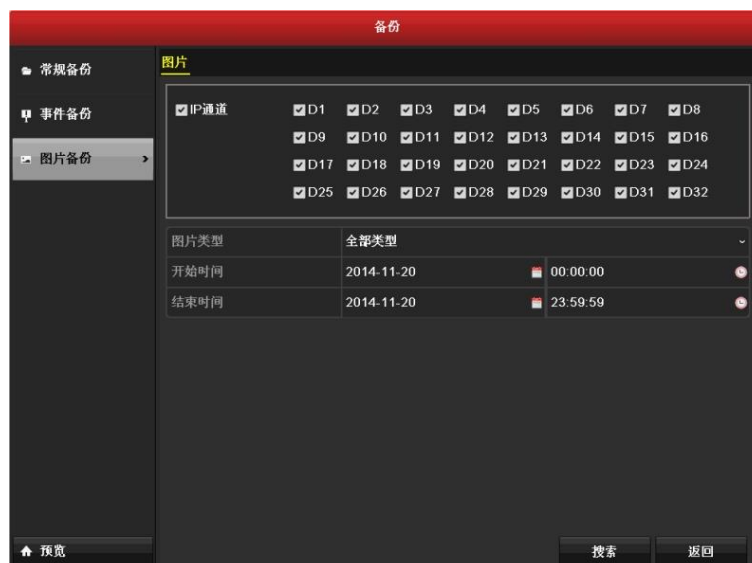 备份
常规备份
事件备份
图片备份
图片
IP通道 D1 D2 D3 D4 D5 D6 D7 D8
D9 D10 D11 D12 D13 D14 D15 D16
D17 D18 D19 D20 D21 D22 D23 D24
D25 D26 D27 D28 D29 D30 D31 D32
图片类型 全部类型
开始时间 2014-11-20 00:00:00
结束时间 2014-11-20 23:59:59
预览 搜索 返回